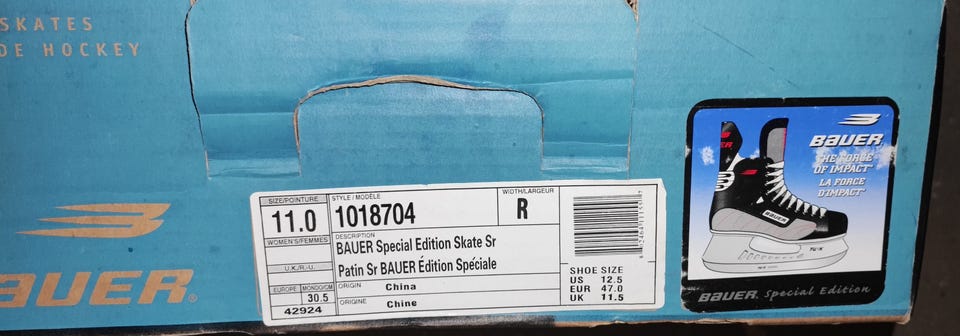 SKATES
DE HOCKEY
BAUER®
SIZE/POINTURE
11.0
WOMEN'S/FEMMES
U.K./R.-U.
EUROPE MONDO/CM
30.5
42924
STYLE / MODÈLE
1018704
WIDTH/LARGEUR
R
DESCRIPTION
BAUER Special Edition Skate Sr
Patin Sr BAUER Édition Spéciale
ORIGIN China
ORIGINE Chine
SHOE SIZE
US 12.5
EUR 47.0
UK 11.5
BAUER
THE FORCE
OF IMPACT
LA FORCE
D'IMPACT
BAUER
BAUER. Special Edition